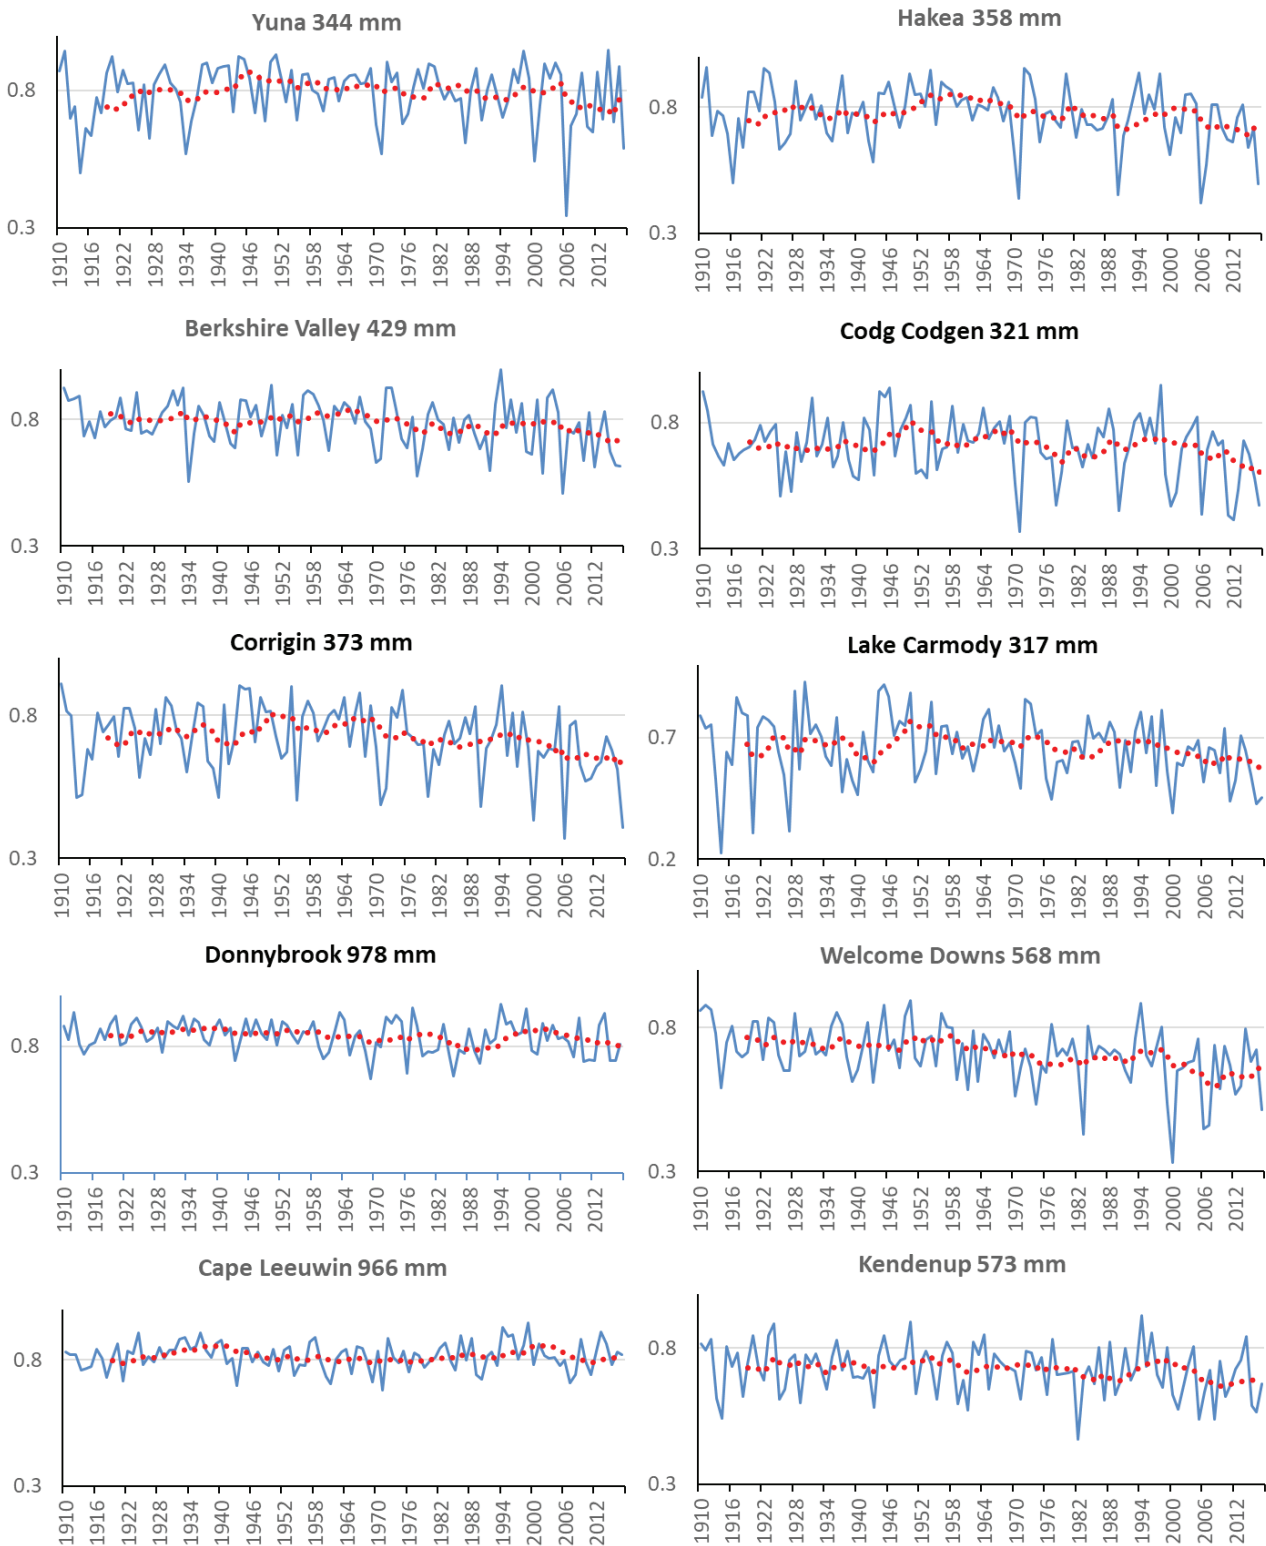 Yuna 344 mm
0.8
0.3
1910 1916 1922 1928 1934 1940 1946 1952 1958 1964 1970 1976 1982 1988 1994 2000 2006 2012
Hakea 358 mm
0.8
0.3
1910 1916 1922 1928 1934 1940 1946 1952 1958 1964 1970 1976 1982 1988 1994 2000 2006 2012
Berkshire Valley 429 mm
0.8
0.3
1910 1916 1922 1928 1934 1940 1946 1952 1958 1964 1970 1976 1982 1988 1994 2000 2006 2012
Codg Codgen 321 mm
0.8
0.3
1910 1916 1922 1928 1934 1940 1946 1952 1958 1964 1970 1976 1982 1988 1994 2000 2006 2012
Corrigin 373 mm
0.8
0.3
1910 1916 1922 1928 1934 1940 1946 1952 1958 1964 1970 1976 1982 1988 1994 2000 2006 2012
Lake Carmody 317 mm
0.7
0.2
1910 1916 1922 1928 1934 1940 1946 1952 1958 1964 1970 1976 1982 1988 1994 2000 2006 2012
Donnybrook 978 mm
0.8
0.3
1910 1916 1922 1928 1934 1940 1946 1952 1958 1964 1970 1976 1982 1988 1994 2000 2006 2012
Welcome Downs 568 mm
0.8
0.3
1910 1916 1922 1928 1934 1940 1946 1952 1958 1964 1970 1976 1982 1988 1994 2000 2006 2012
Cape Leeuwin 966 mm
0.8
0.3
1910 1916 1922 1928 1934 1940 1946 1952 1958 1964 1970 1976 1982 1988 1994 2000 2006 2012
Kendenup 573 mm
0.8
0.3
1910 1916 1922 1928 1934 1940 1946 1952 1958 1964 1970 1976 1982 1988 1994 2000 2006 2012